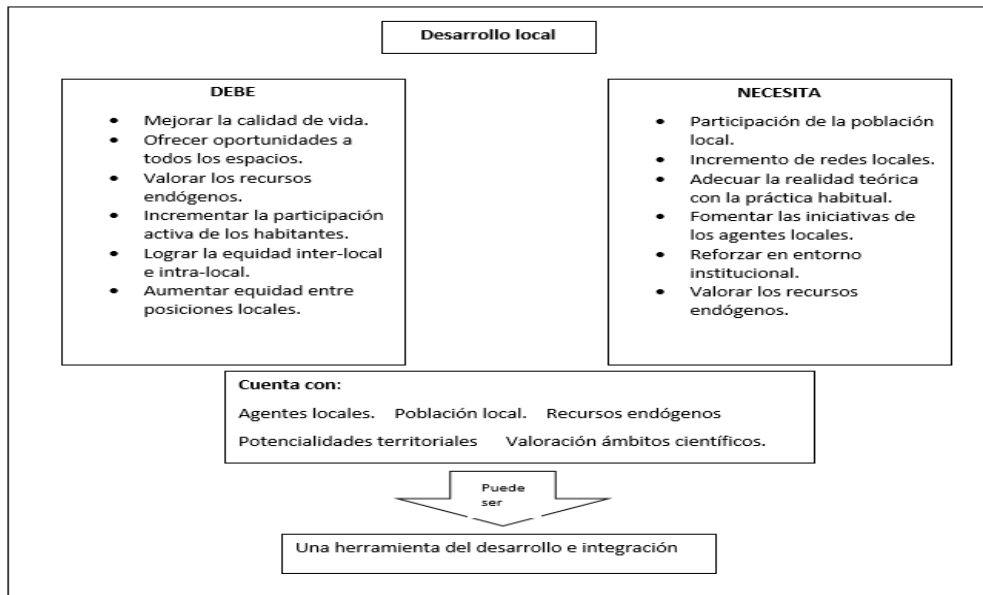 Desarrollo local
DEBE
• Mejorar la calidad de vida.
• Ofrecer oportunidades a
todos los espacios.
• Valorar los recursos
endógenos.
• Incrementar la participación
activa de los habitantes.
• Lograr la equidad inter-local
e intra-local.
• Aumentar equidad entre
posiciones locales.
NECESITA
• Participación de la población
local.
• Incremento de redes locales.
• Adecuar la realidad teórica
con la práctica habitual.
• Fomentar las iniciativas de
los agentes locales.
• Reforzar en entorno
institucional.
• Valorar los recursos
endógenos.
Cuenta con:
Agentes locales. Población local. Recursos endógenos
Potencialidades territoriales Valoración ámbitos científicos.
Puede
ser
Una herramienta del desarrollo e integración